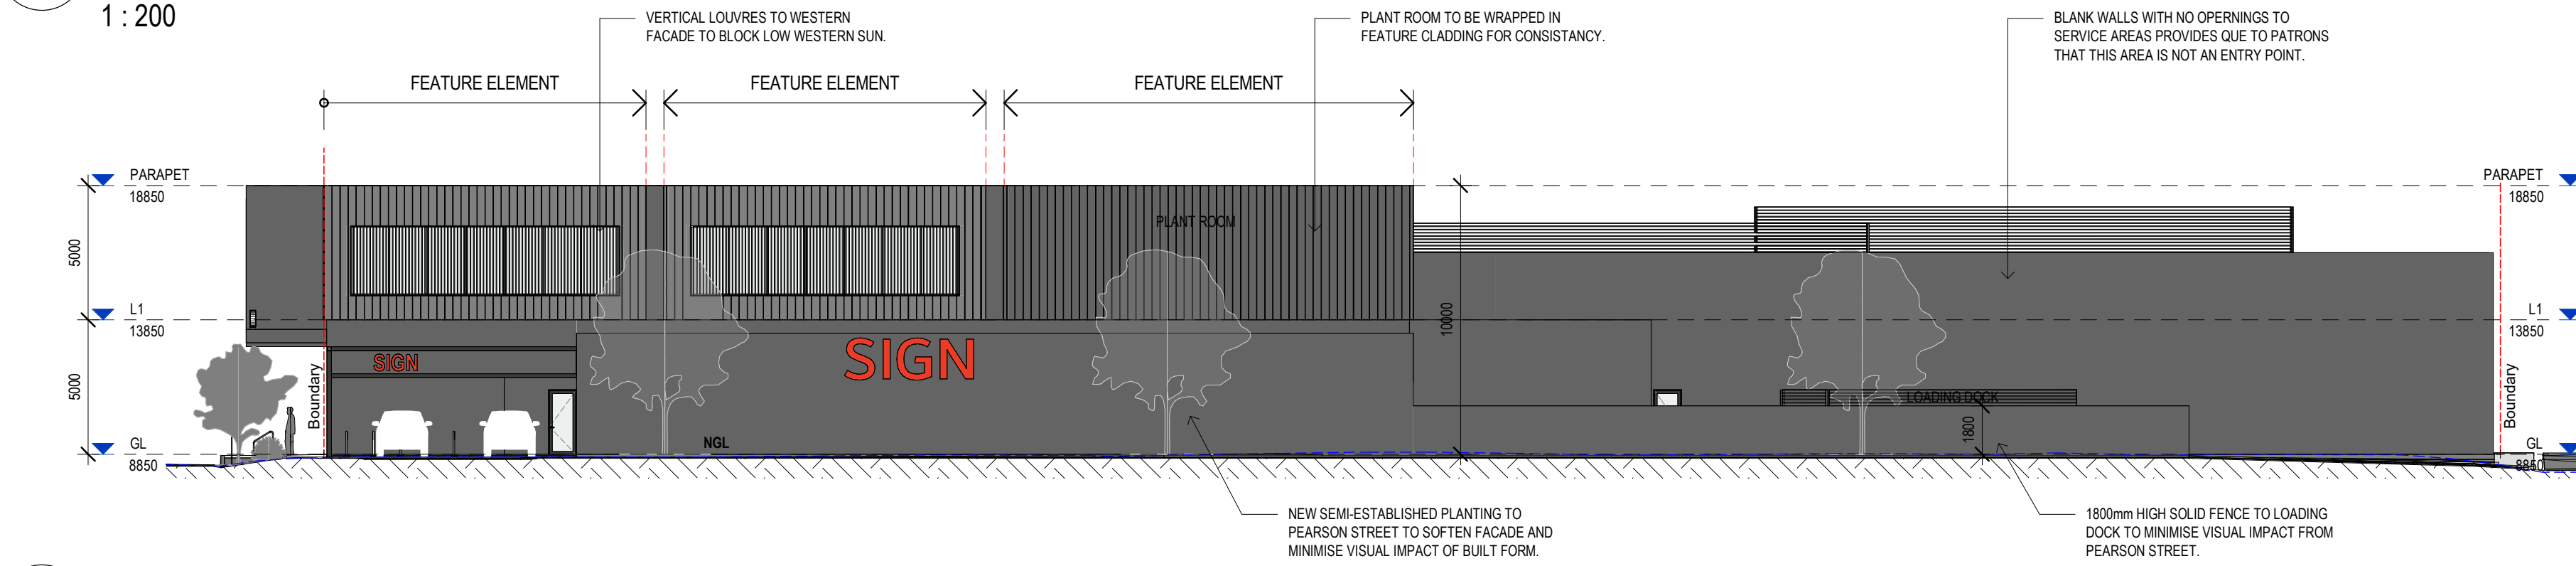 1 : 200
VERTICAL LOUVRES TO WESTERN
FACADE TO BLOCK LOW WESTERN SUN.
PLANT ROOM TO BE WRAPPED IN
FEATURE CLADDING FOR CONSISTANCY.
BLANK WALLS WITH NO OPERNINGS TO
SERVICE AREAS PROVIDES QUE TO PATRONS
THAT THIS AREA IS NOT AN ENTRY POINT.
FEATURE ELEMENT
FEATURE ELEMENT
FEATURE ELEMENT
PARAPET
18850
PARAPET
18850
5000
PLANT ROOM
L1
13850
10000
L1
13850
SIGN
SIGN
5000
Boundary
Boundary
LOADING DOCK
1800
GL
8850
NGL
GL
8850
NEW SEMI-ESTABLISHED PLANTING TO
PEARSON STREET TO SOFTEN FACADE AND
MINIMISE VISUAL IMPACT OF BUILT FORM.
1800mm HIGH SOLID FENCE TO LOADING
DOCK TO MINIMISE VISUAL IMPACT FROM
PEARSON STREET.